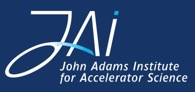 JAi
John Adams Institute
for Accelerator Science